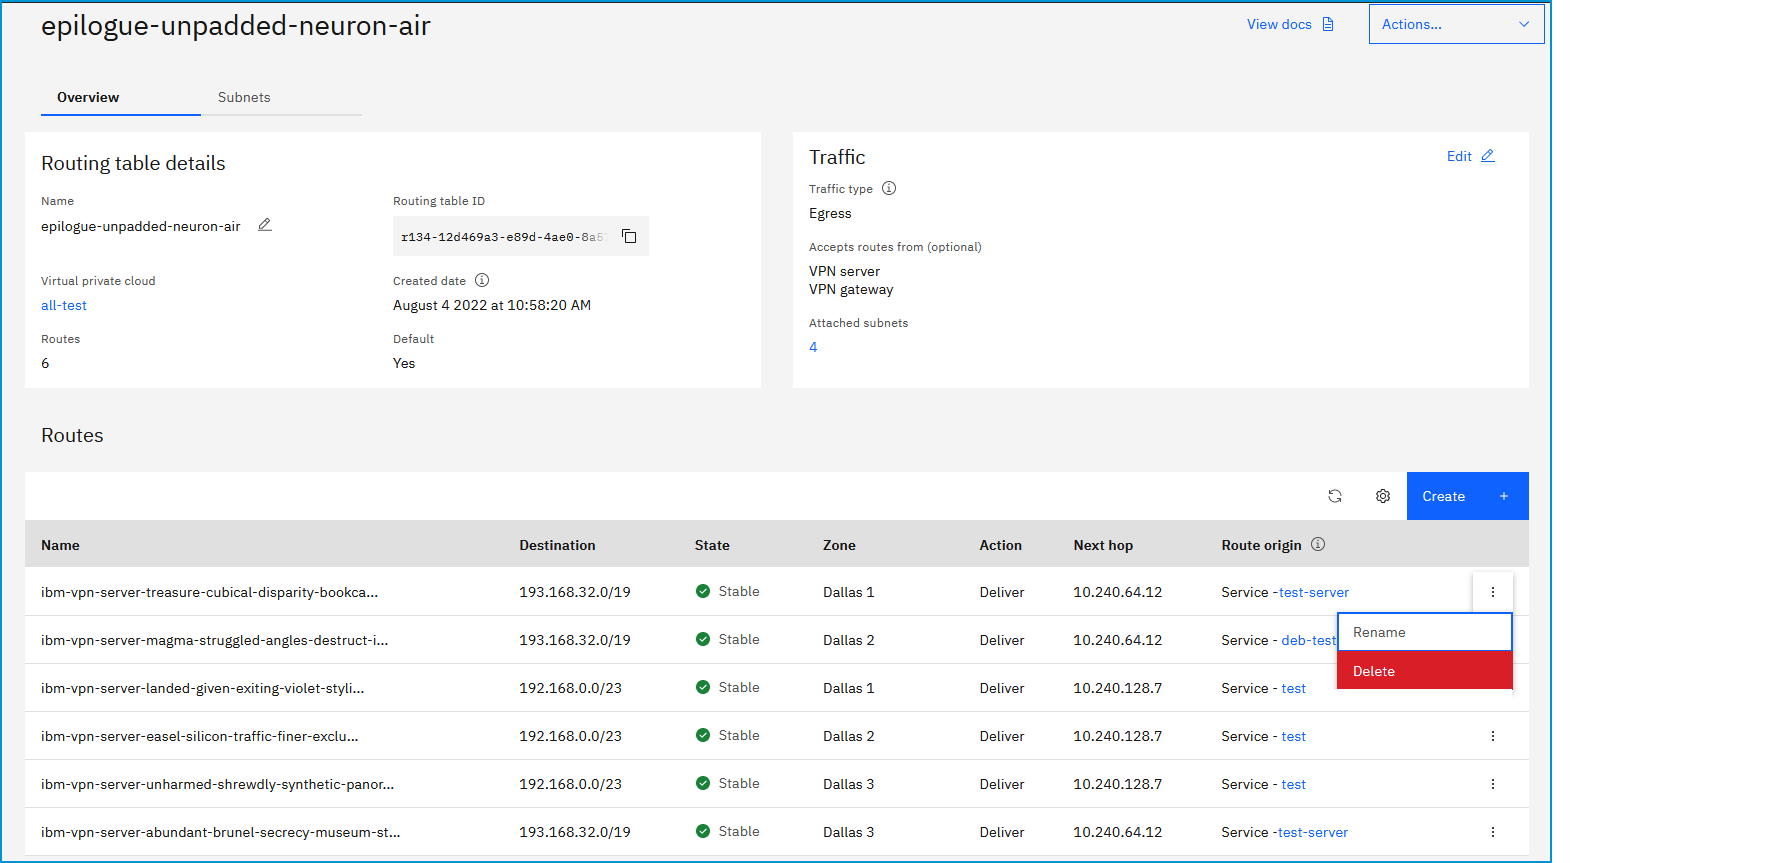 epilogue-unpadded-neuron-air
View docs
Actions...
Overview
Subnets
Routing table details
Name
epilogue-unpadded-neuron-air
Routing table ID
r134-12d469a3-e89d-4ae0-8a5
Virtual private cloud
all-test
Created date
August 4 2022 at 10:58:20 AM
Routes
6
Default
Yes
Traffic
Edit
Traffic type
Egress
Accepts routes from (optional)
VPN server
VPN gateway
Attached subnets
4
Routes
Create +
Name Destination State Zone Action Next hop Route origin
ibm-vpn-server-treasure-cubical-disparity-bookca... 193.168.32.0/19 Stable Dallas 1 Deliver 10.240.64.12 Service -test-server
Rename
Delete
ibm-vpn-server-magma-struggled-angles-destruct-i... 193.168.32.0/19 Stable Dallas 2 Deliver 10.240.64.12 Service - deb-test
ibm-vpn-server-landed-given-exiting-violet-styli... 192.168.0.0/23 Stable Dallas 1 Deliver 10.240.128.7 Service - test
ibm-vpn-server-easel-silicon-traffic-finer-exclu... 192.168.0.0/23 Stable Dallas 2 Deliver 10.240.128.7 Service - test
ibm-vpn-server-unharmed-shrewdly-synthetic-panor... 192.168.0.0/23 Stable Dallas 3 Deliver 10.240.128.7 Service - test
ibm-vpn-server-abundant-brunel-secrecy-museum-st... 193.168.32.0/19 Stable Dallas 3 Deliver 10.240.64.12 Service -test-server